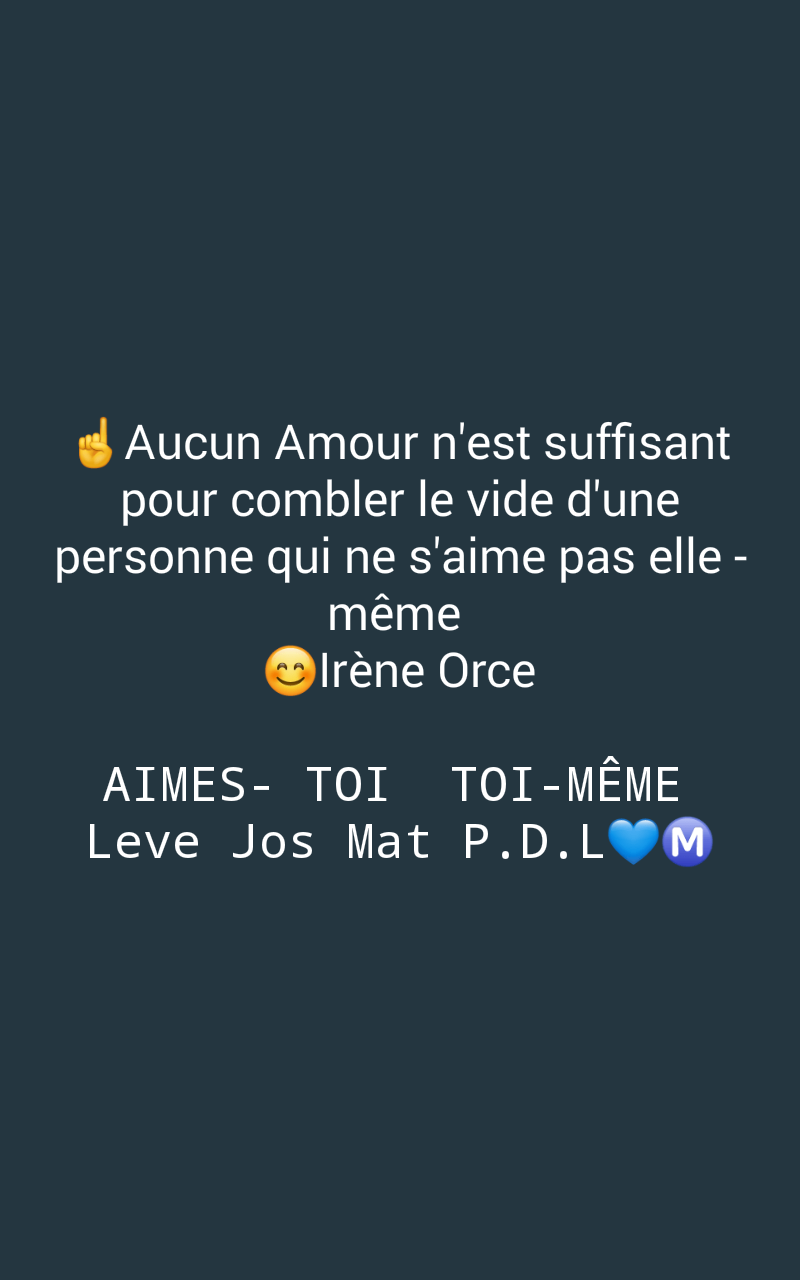 ☝️Aucun Amour n'est suffisant
pour combler le vide d'une
personne qui ne s'aime pas elle -
même
😊Irène Orce
AIMES- TOI  TOI-MÊME
Leve Jos Mat P.D.L💙Ⓜ️